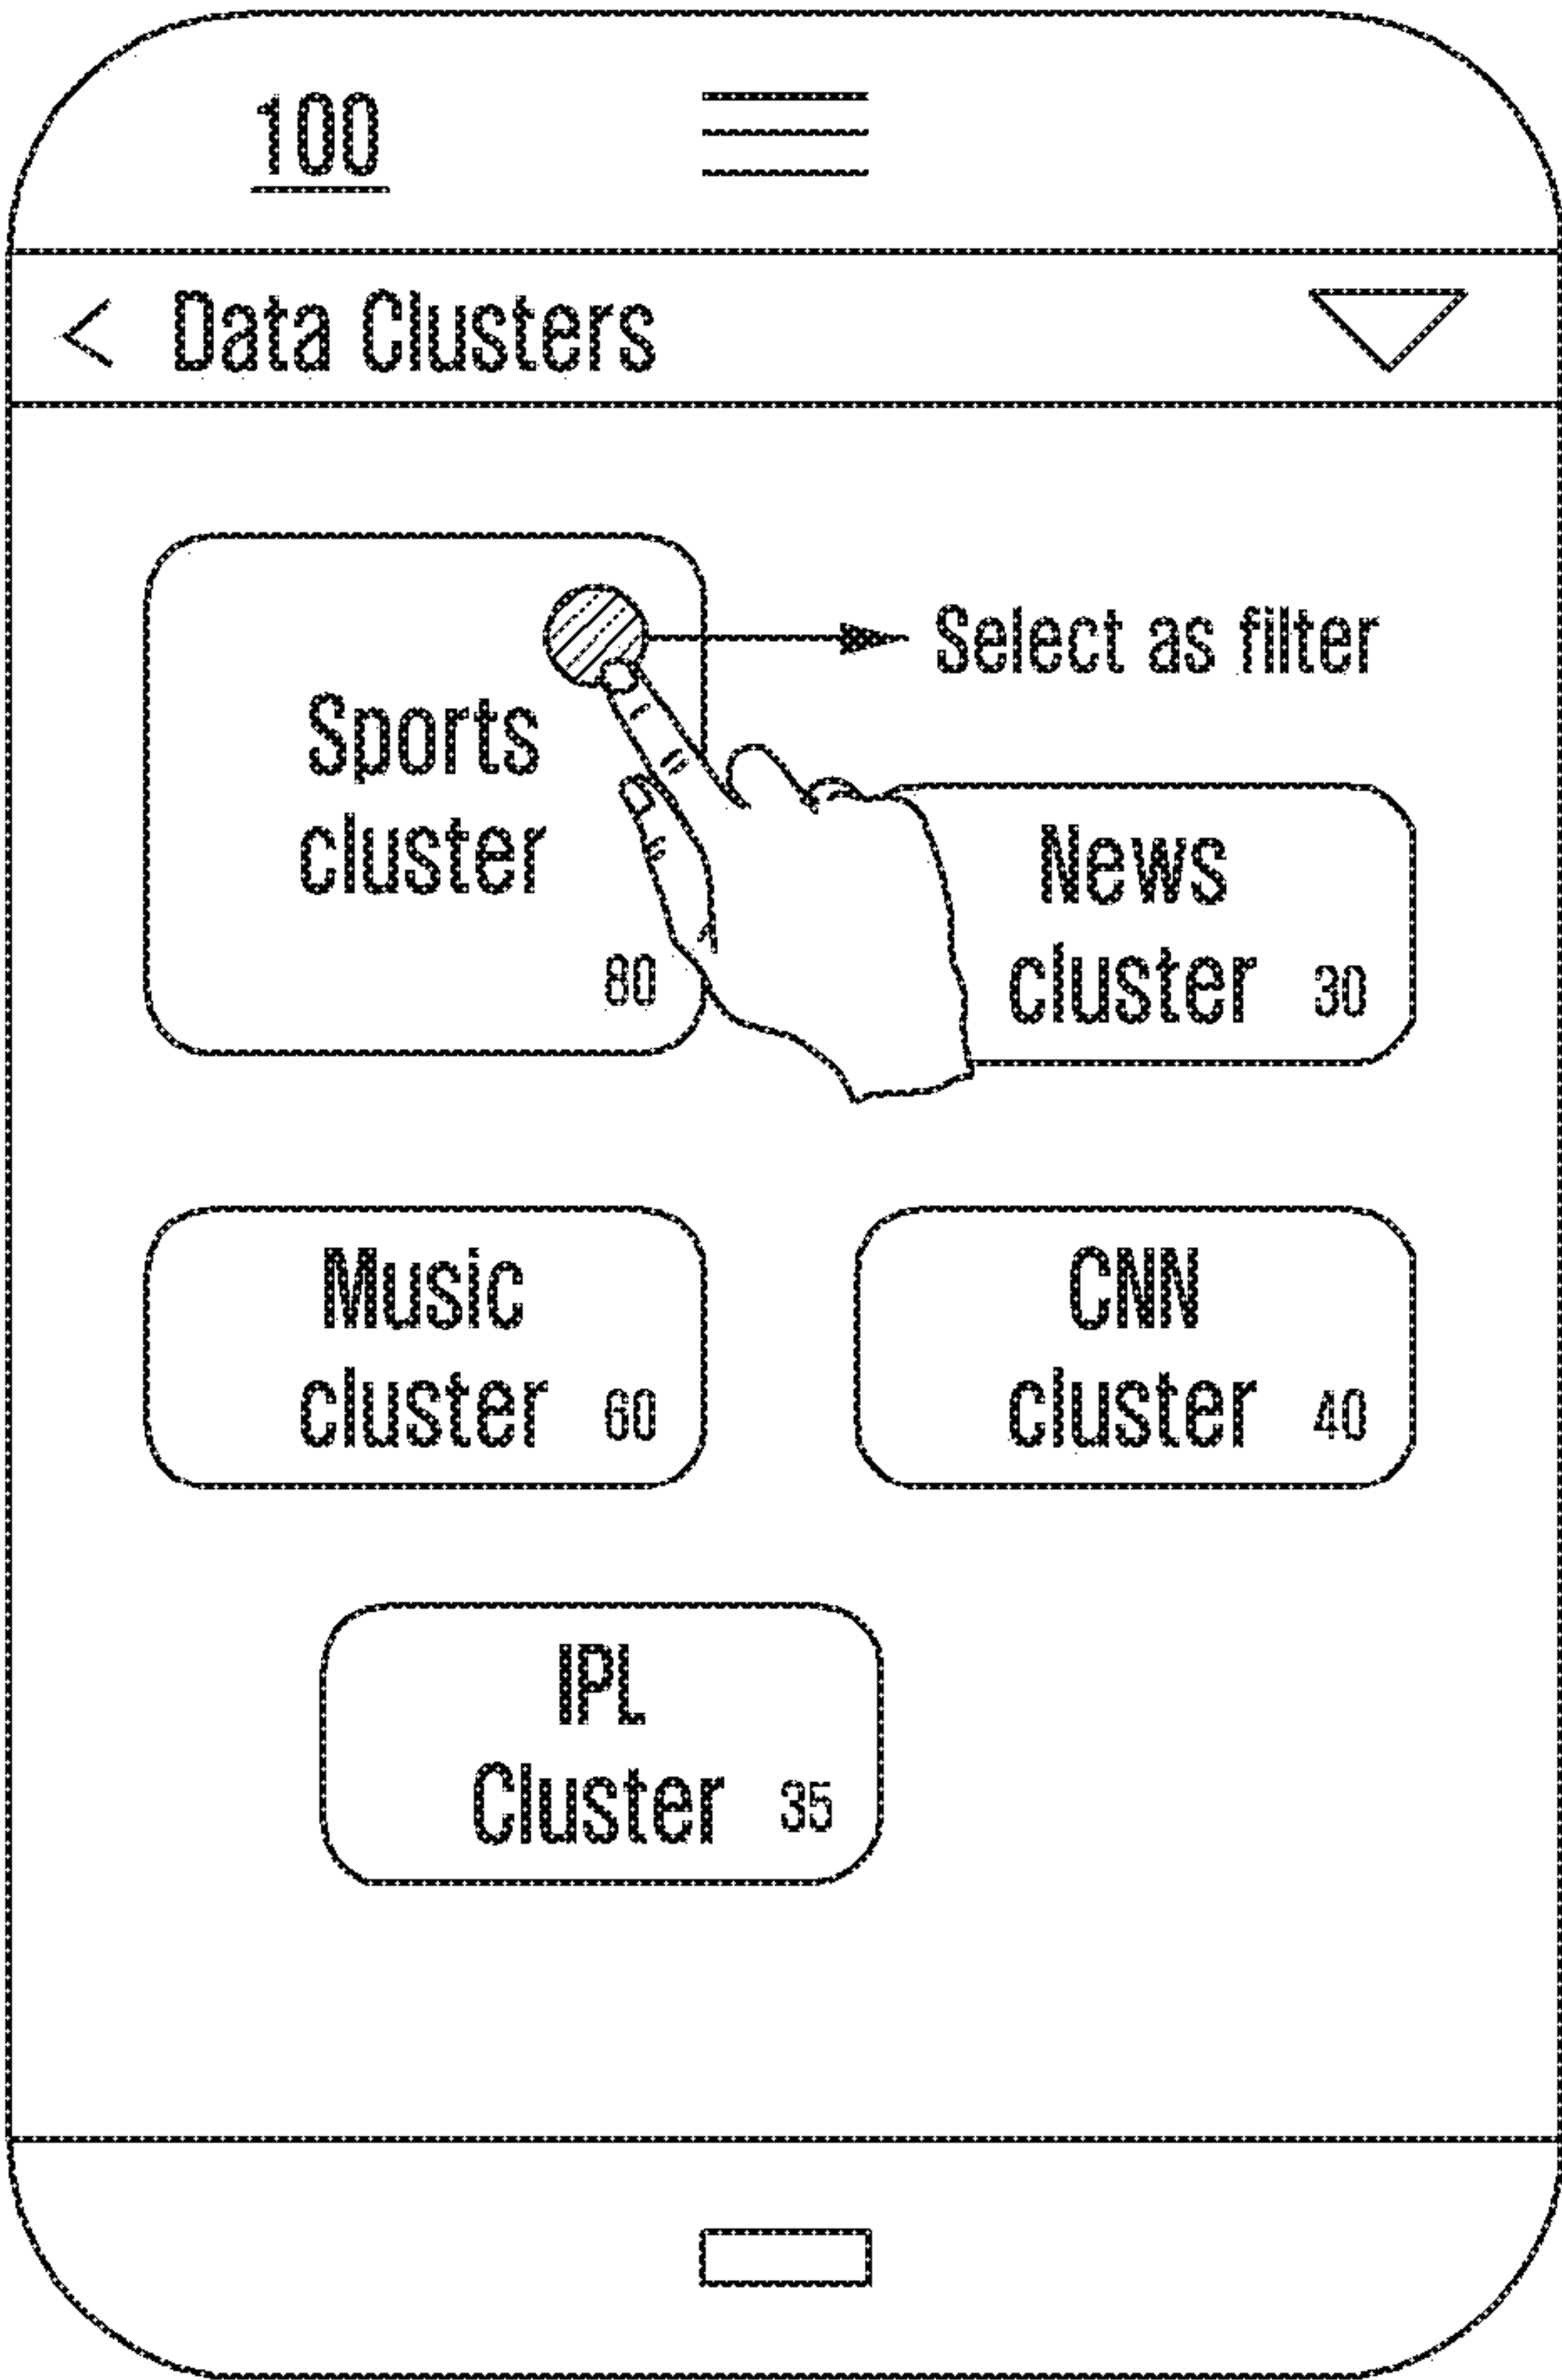 100
< Data Clusters
Select as filter
Sports
cluster
80
News
cluster 30
Music
cluster 60
CNN
cluster 40
IPL
Cluster 35